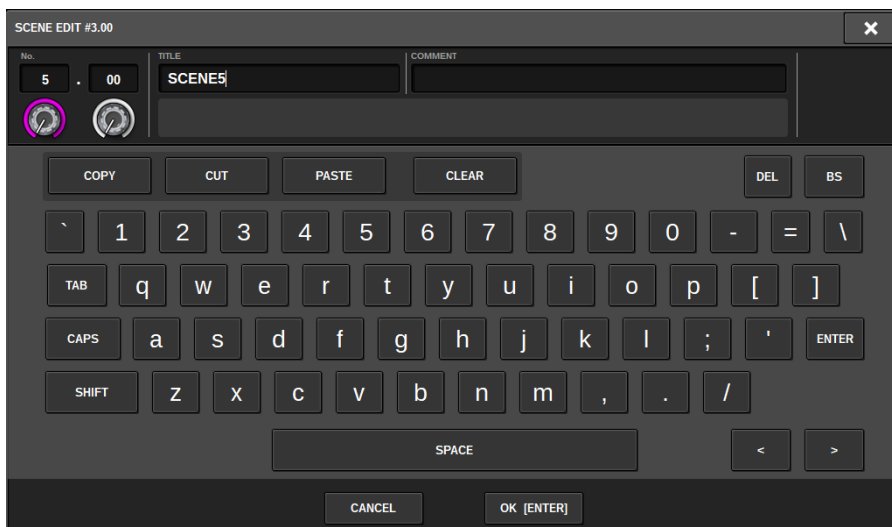 SCENE EDIT #3.00 ×
No. TITLE COMMENT
5 . 00 SCENE5
COPY CUT PASTE CLEAR DEL BS
` 1 2 3 4 5 6 7 8 9 0 - = \
TAB q w e r t y u i o p [ ]
CAPS a s d f g h j k l ; ' ENTER
SHIFT z x c v b n m , . /
SPACE < >
CANCEL OK [ENTER]